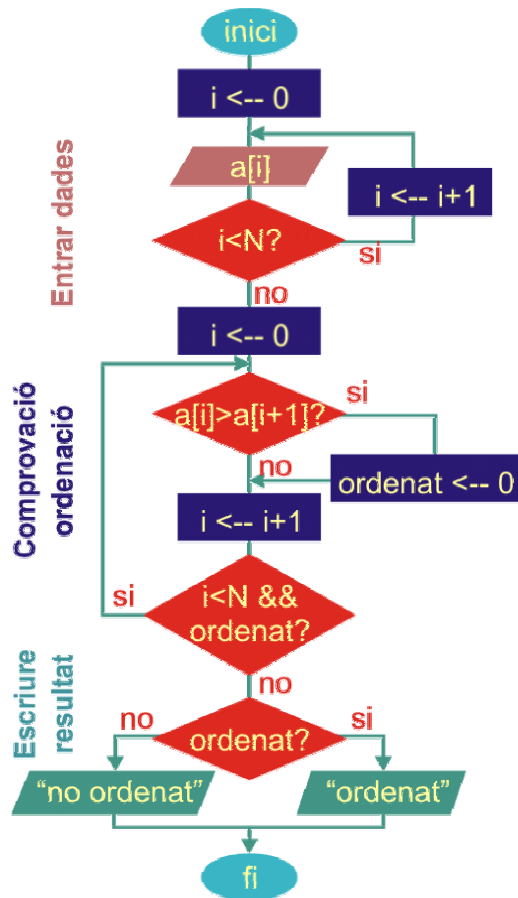 inici
i <-- 0
a[i]
i <-- i+1
i<N?
si
no
Entrar dades
i <-- 0
a[i]>a[i+1]?
si
no
ordenat <-- 0
i <-- i+1
Comprovació
ordenació
si
i<N &&
ordenat?
no
Escriure
resultat
no
ordenat?
si
“no ordenat”
“ordenat”
fi